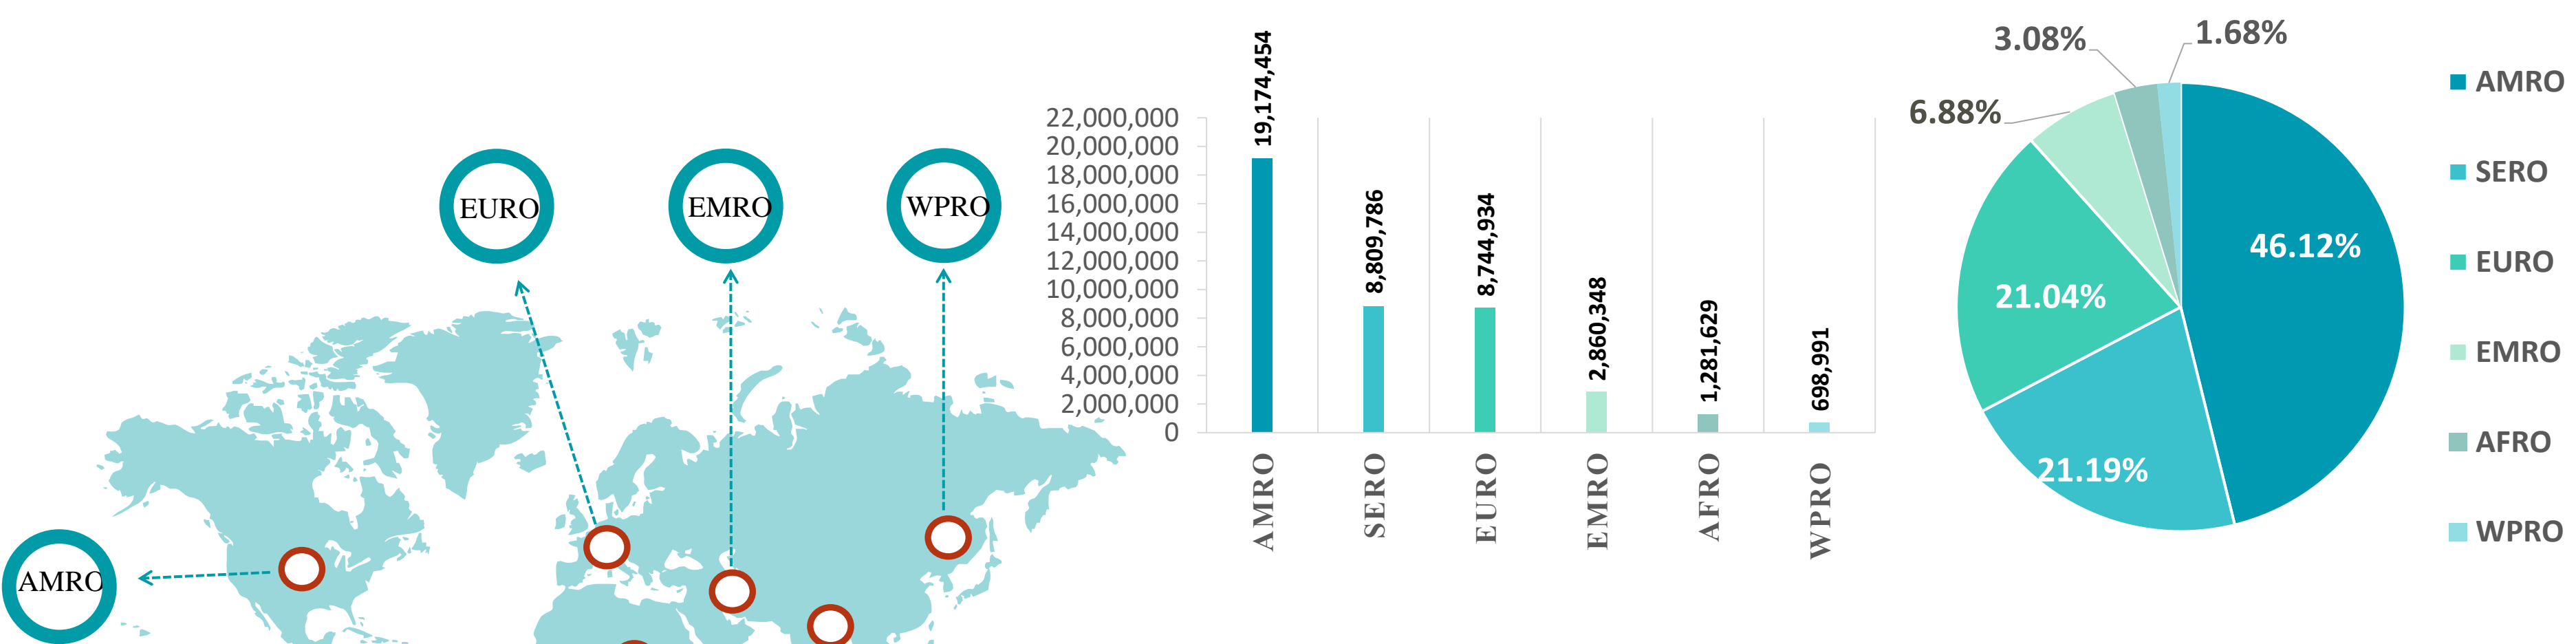 EURO
EMRO
WPRO
AMRO
22,000,000
20,000,000
18,000,000
16,000,000
14,000,000
12,000,000
10,000,000
8,000,000
6,000,000
4,000,000
2,000,000
0
19,174,454
8,809,786
8,744,934
2,860,348
1,281,629
698,991
AMRO
SERO
EURO
EMRO
AFRO
WPRO
3.08%
1.68%
6.88%
46.12%
21.04%
21.19%
AMRO
SERO
EURO
EMRO
AFRO
WPRO